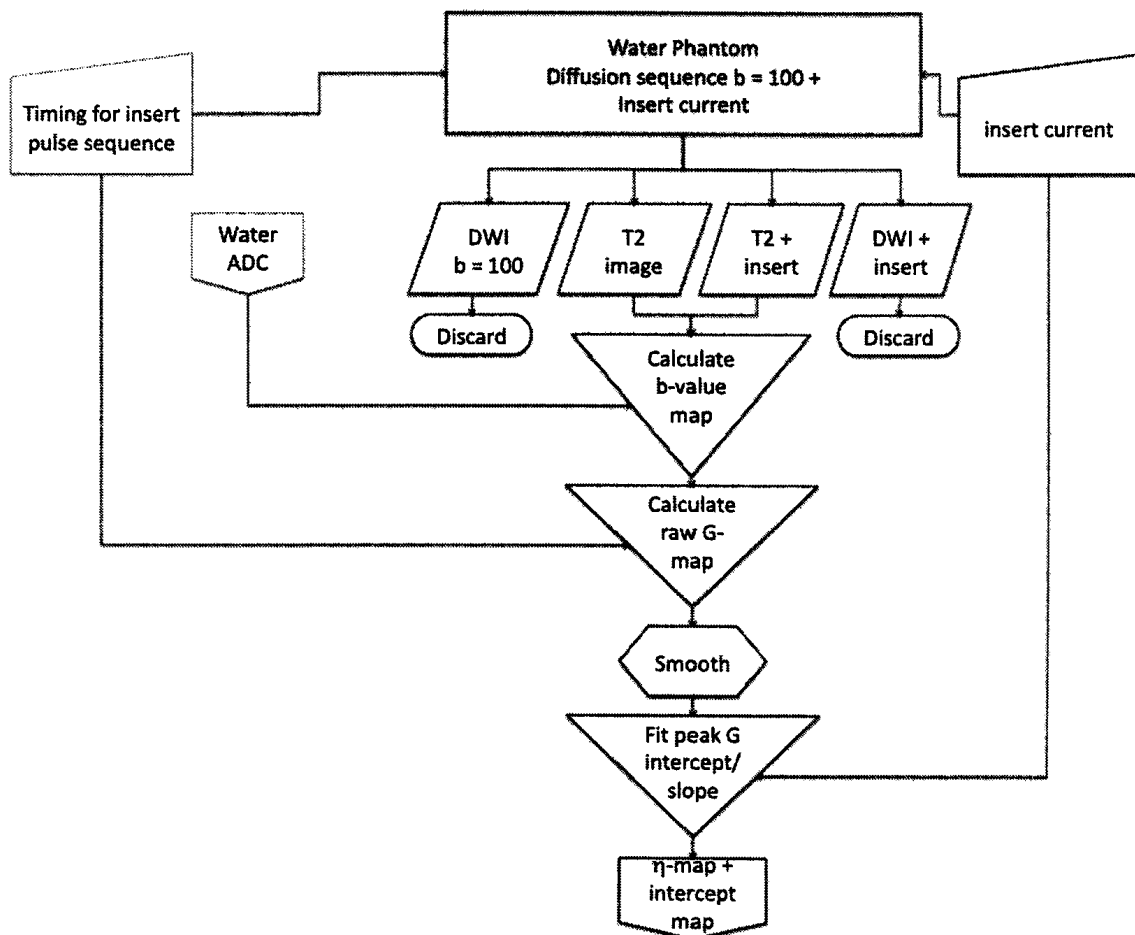 Water Phantom
Diffusion sequence b = 100 +
Insert current
Timing for insert
pulse sequence
insert current
Water
ADC
DWI
b = 100
T2
image
T2 +
insert
DWI +
insert
Discard
Discard
Calculate
b-value
map
Calculate
raw G-
map
Smooth
Fit peak G
intercept/
slope
η-map +
intercept
map